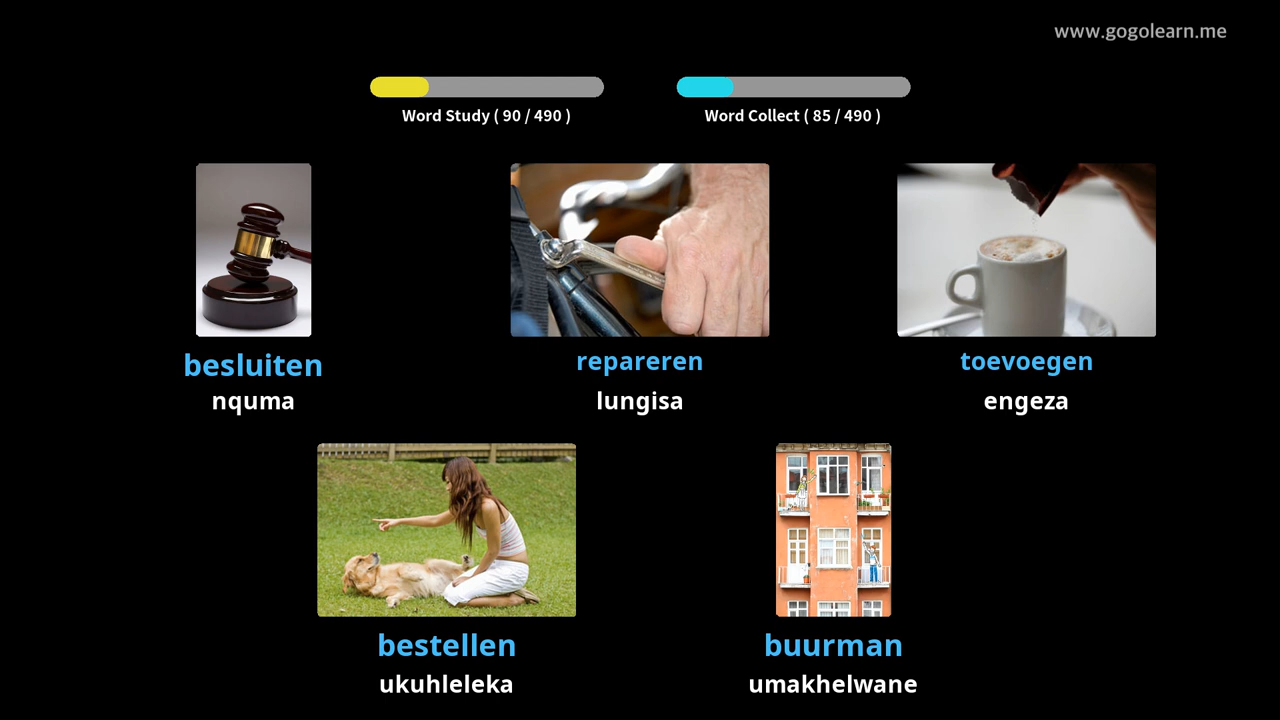 www.gogolearn.me
Word Study ( 90 / 490 )
Word Collect ( 85 / 490 )
besluiten
nquma
repareren
lungisa
toevoegen
engeza
bestellen
ukuhleleka
buurman
umakhelwane